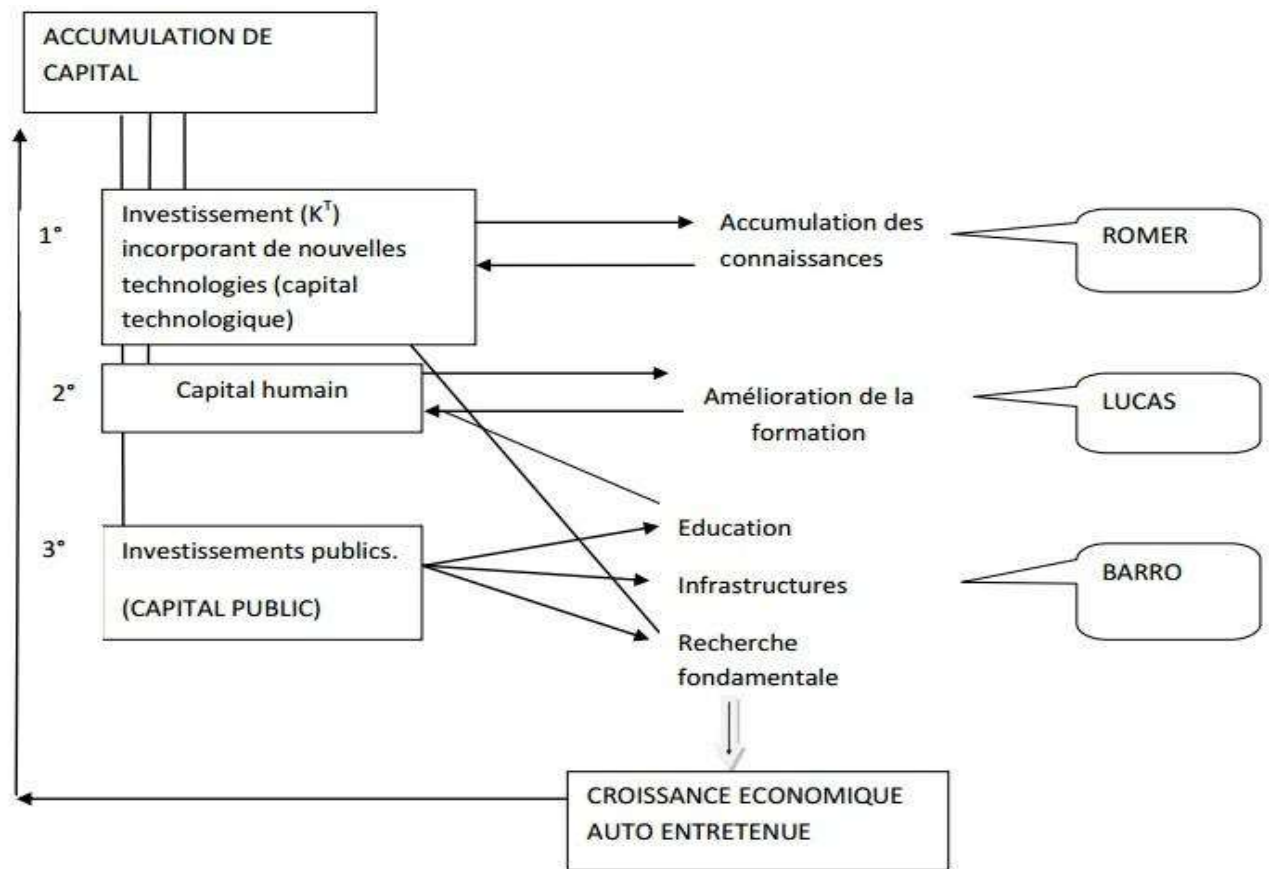 ACCUMULATION DE
CAPITAL
1°
Investissement (K^T)
incorporant de nouvelles
technologies (capital
technologique)
Accumulation des
connaissances
ROMER
2°
Capital humain
Amélioration de la
formation
LUCAS
3°
Investissements publics.
(CAPITAL PUBLIC)
Education
Infrastructures
Recherche
fondamentale
BARRO
CROISSANCE ECONOMIQUE
AUTO ENTRETENUE